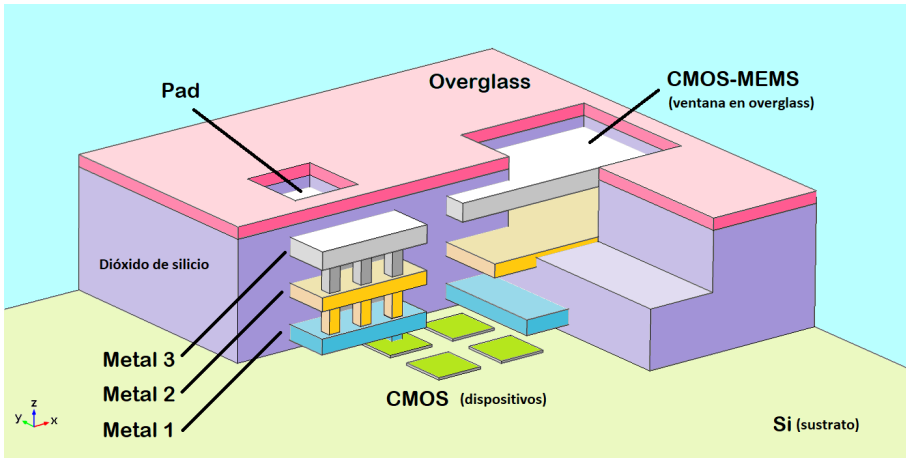 Overglass
CMOS-MEMS
(ventana en overglass)
Pad
Dióxido de silicio
Metal 3
Metal 2
Metal 1
CMOS (dispositivos)
Si (sustrato)
z
y
x